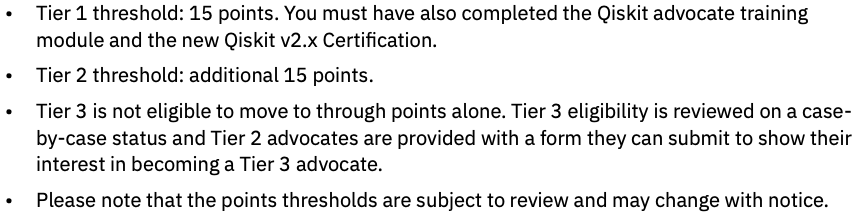 • Tier 1 threshold: 15 points. You must have also completed the Qiskit advocate training
module and the new Qiskit v2.x Certification.
• Tier 2 threshold: additional 15 points.
• Tier 3 is not eligible to move to through points alone. Tier 3 eligibility is reviewed on a case-
by-case status and Tier 2 advocates are provided with a form they can submit to show their
interest in becoming a Tier 3 advocate.
• Please note that the points thresholds are subject to review and may change with notice.